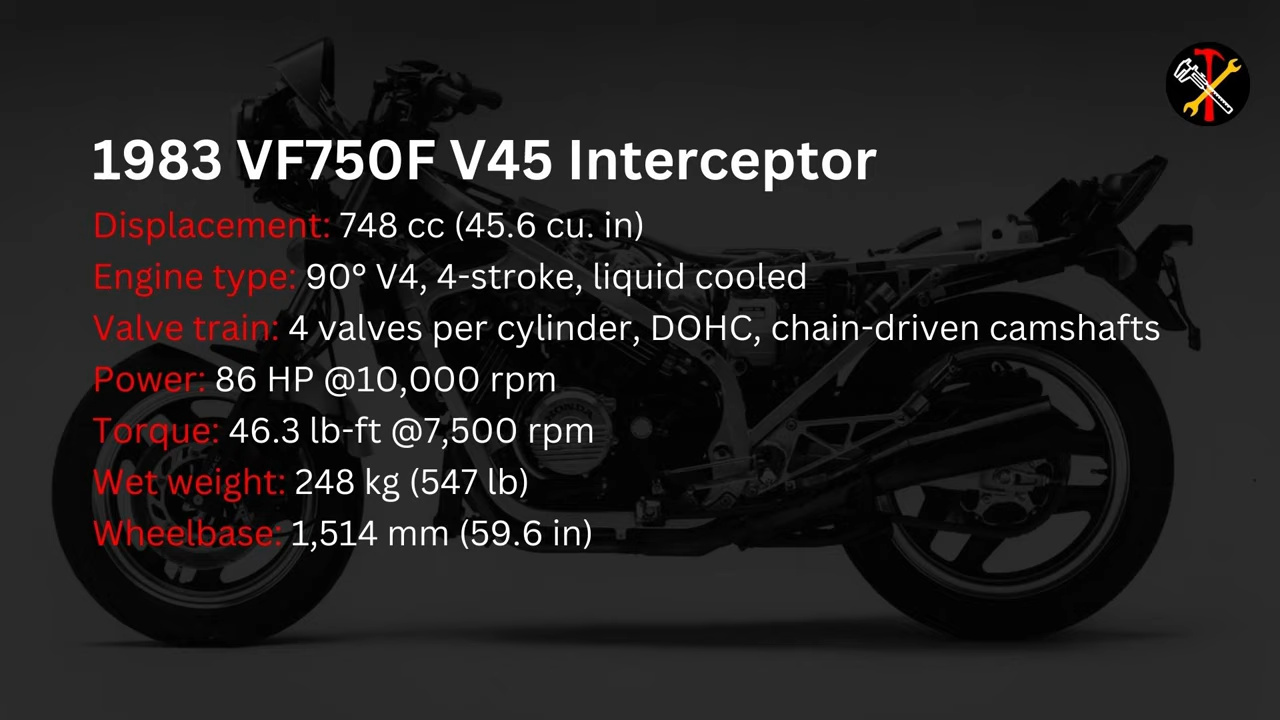 1983 VF750F V45 Interceptor
Displacement: 748 cc (45.6 cu. in)
Engine type: 90° V4, 4-stroke, liquid cooled
Valve train: 4 valves per cylinder, DOHC, chain-driven camshafts
Power: 86 HP @10,000 rpm
Torque: 46.3 lb-ft @7,500 rpm
HONDA
Wet weight: 248 kg (547 lb)
Wheelbase: 1,514 mm (59.6 in)